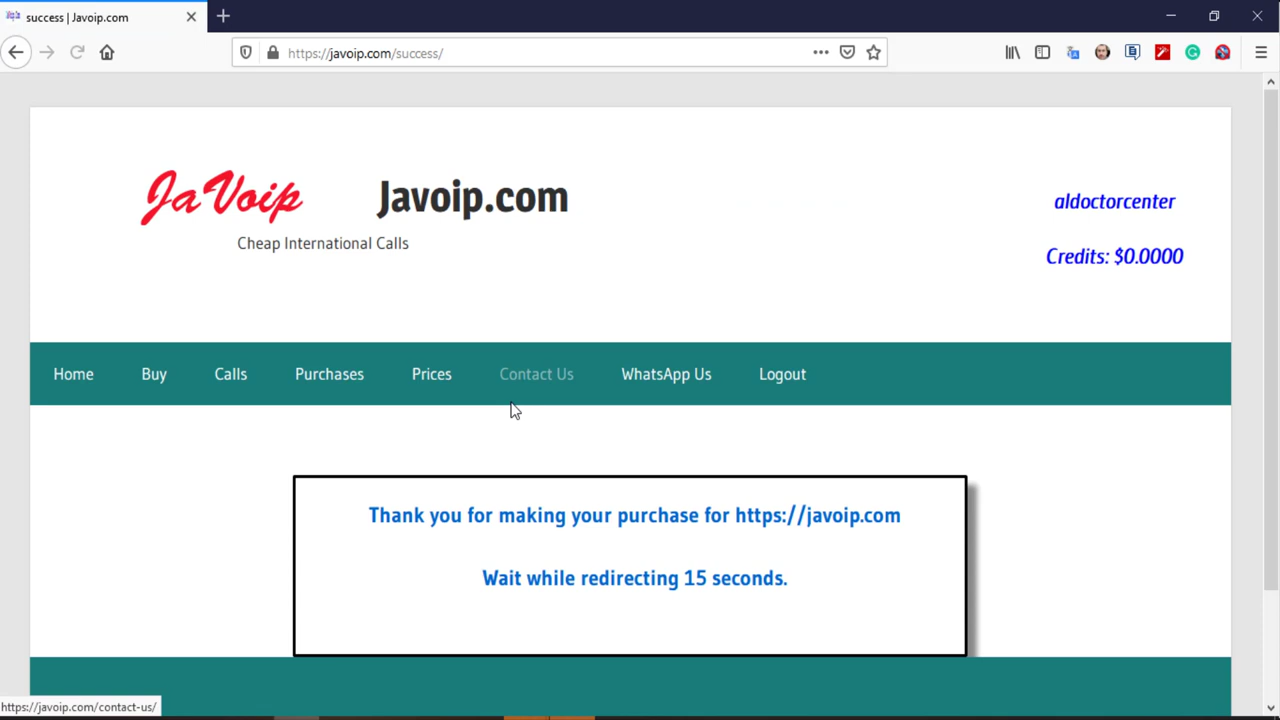 success | Javoip.com
https://javoip.com/success/
JaVoip
Javoip.com
Cheap International Calls
aldoctorcenter
Credits: $0.0000
Home Buy Calls Purchases Prices Contact Us WhatsApp Us Logout
Thank you for making your purchase for https://javoip.com
Wait while redirecting 15 seconds.
https://javoip.com/contact-us/